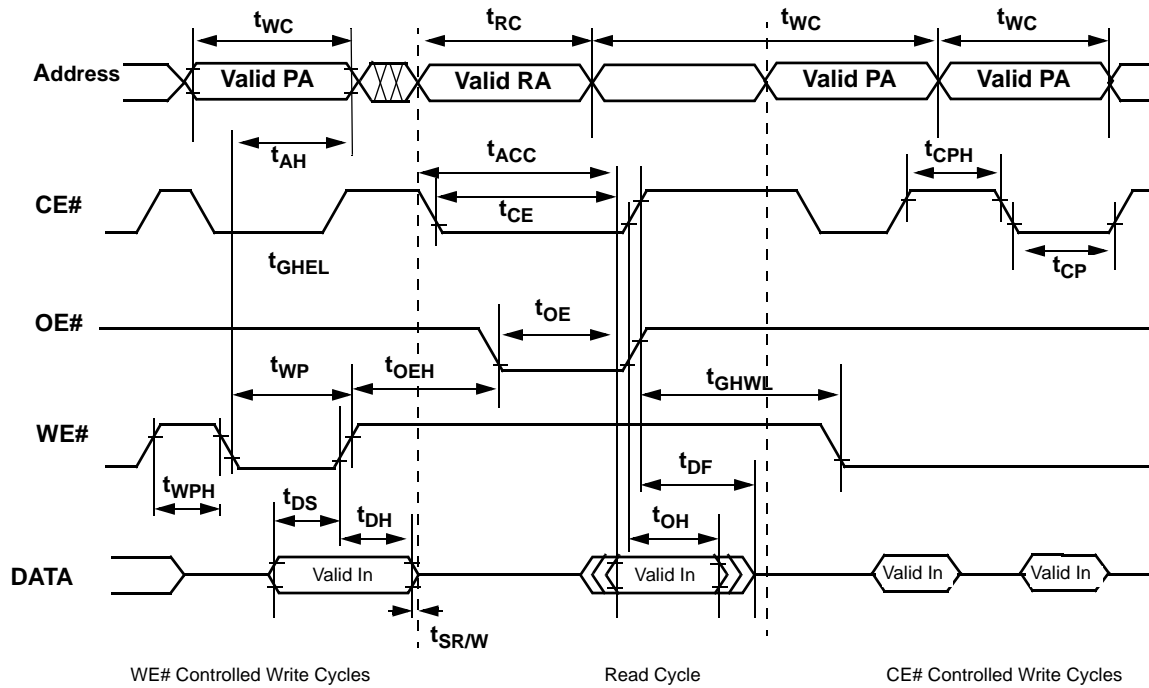 tWC tRC tWC tWC
Address Valid PA Valid RA Valid PA Valid PA
tAH tACC tCPH
CE# tCE
tGHEL tCP
OE# tOE
tWP tOEH tGHWL
WE#
tWPH tDS tDH tDF
tOH
DATA Valid In Valid In Valid In Valid In
tSR/W
WE# Controlled Write Cycles Read Cycle CE# Controlled Write Cycles